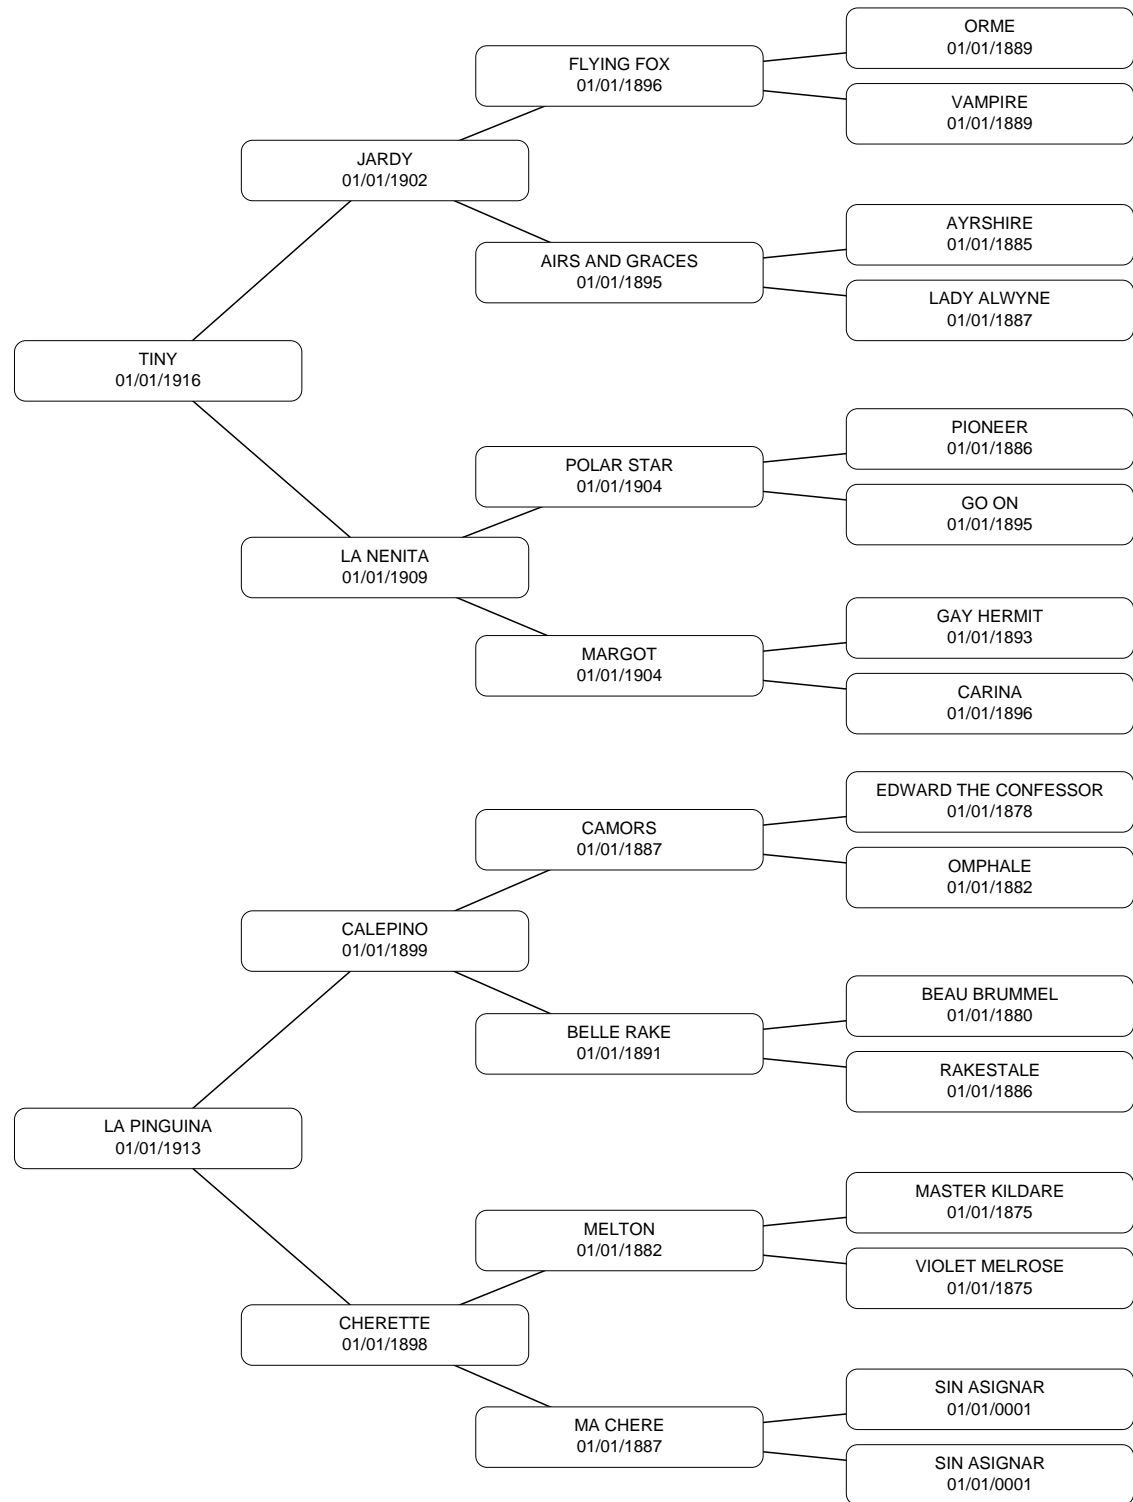 ORME
01/01/1889
FLYING FOX
01/01/1896
VAMPIRE
01/01/1889
JARDY
01/01/1902
AYRSHIRE
01/01/1885
AIRS AND GRACES
01/01/1895
LADY ALWYNE
01/01/1887
TINY
01/01/1916
PIONEER
01/01/1886
POLAR STAR
01/01/1904
GO ON
01/01/1895
LA NENITA
01/01/1909
GAY HERMIT
01/01/1893
MARGOT
01/01/1904
CARINA
01/01/1896
EDWARD THE CONFESSOR
01/01/1878
CAMORS
01/01/1887
OMPHALE
01/01/1882
CALEPINO
01/01/1899
BEAU BRUMMEL
01/01/1880
BELLE RAKE
01/01/1891
RAKESTALE
01/01/1886
LA PINGUINA
01/01/1913
MASTER KILDARE
01/01/1875
MELTON
01/01/1882
VIOLET MELROSE
01/01/1875
CHERETTE
01/01/1898
SIN ASIGNAR
01/01/0001
MA CHERE
01/01/1887
SIN ASIGNAR
01/01/0001